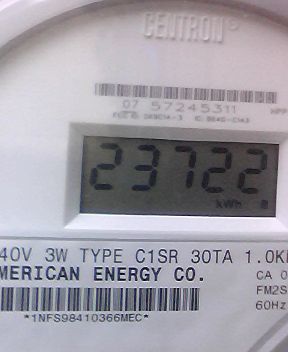 CENTRON®
07 57245311
23722
kWh
40V 3W TYPE C1SR 30TA 1.0K
MERICAN ENERGY CO.
CA 0
FM2S
60Hz
*1NFS98410366MEC*